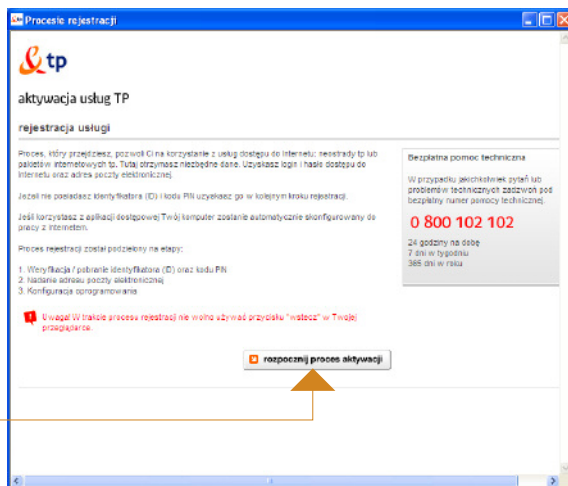 Procesie rejestracji
tp
aktywacja usług TP
rejestracja usługi
Proces, który przejdziesz, pozwoli Ci na korzystanie z usług dostępu do Internetu: neostrady tp lub
pakietów internetowych tp. Tutaj otrzymasz niezbędne dane. Uzyskasz login i hasło dostępu do
Internetu oraz adres poczty elektronicznej.
Jeżeli nie posiadasz identyfikatora (ID) i kodu PIN uzyskasz go w kolejnym kroku rejestracji.
Jeśli korzystasz z aplikacji dostępowej Twój komputer zostanie automatycznie skonfigurowany do
pracy z Internetem.
Proces rejestracji został podzielony na etapy:
1. Weryfikacja / pobranie identyfikatora (ID) oraz kodu PIN
2. Nadanie adresu poczty elektronicznej
3. Konfiguracja oprogramowania
Uwaga! W trakcie procesu rejestracji nie wolno używać przycisku "wstecz" w Twojej
przeglądarce.
rozpocznij proces aktywacji
Bezpłatna pomoc techniczna
W przypadku jakichkolwiek pytań lub
problemów technicznych zadzwoń pod
bezpłatny numer pomocy technicznej.
0 800 102 102
24 godziny na dobę
7 dni w tygodniu
365 dni w roku